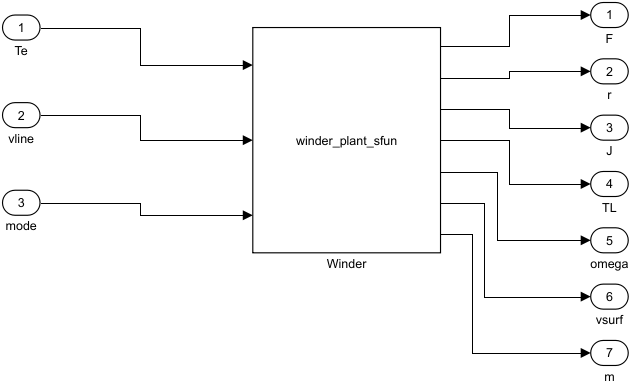 1
Te
2
vline
3
mode
winder_plant_sfun
Winder
1
F
2
r
3
J
4
TL
5
omega
6
vsurf
7
m